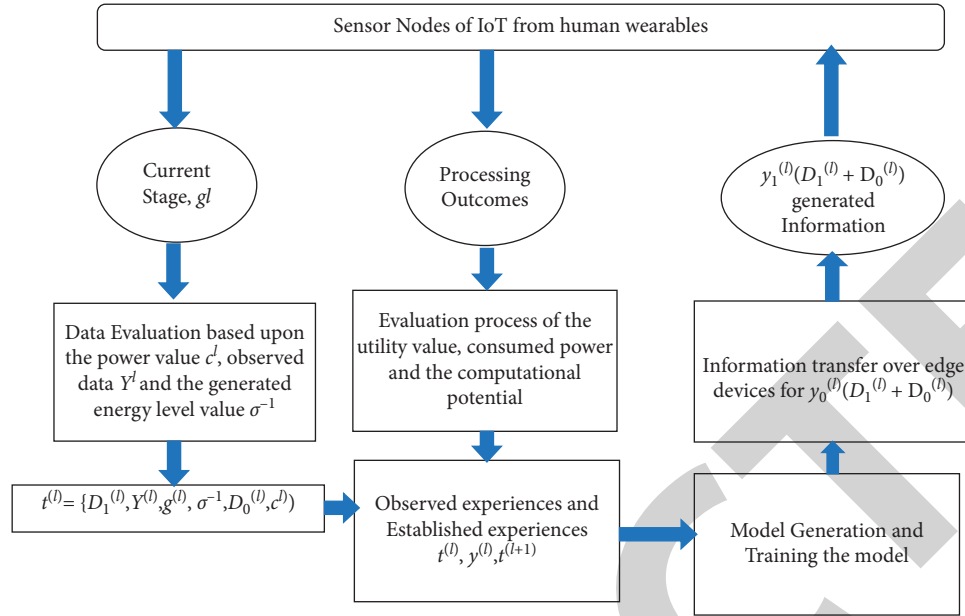 Sensor Nodes of IoT from human wearables
Current
Stage, gl
Processing
Outcomes
y₁⁽ˡ⁾(D₁⁽ˡ⁾ + D₀⁽ˡ⁾)
generated
Information
Data Evaluation based upon
the power value cˡ, observed
data Yˡ and the generated
energy level value σ⁻¹
Evaluation process of the
utility value, consumed power
and the computational
potential
Information transfer over edge
devices for y₀⁽ˡ⁾(D₁⁽ˡ⁾ + D₀⁽ˡ⁾)
t⁽ˡ⁾= {D₁⁽ˡ⁾,Y⁽ˡ⁾,g⁽ˡ⁾, σ⁻¹,D₀⁽ˡ⁾,cˡ⁾)
Observed experiences and
Established experiences
t⁽ˡ⁾, y⁽ˡ⁾,t⁽ˡ⁺¹⁾
Model Generation and
Training the model